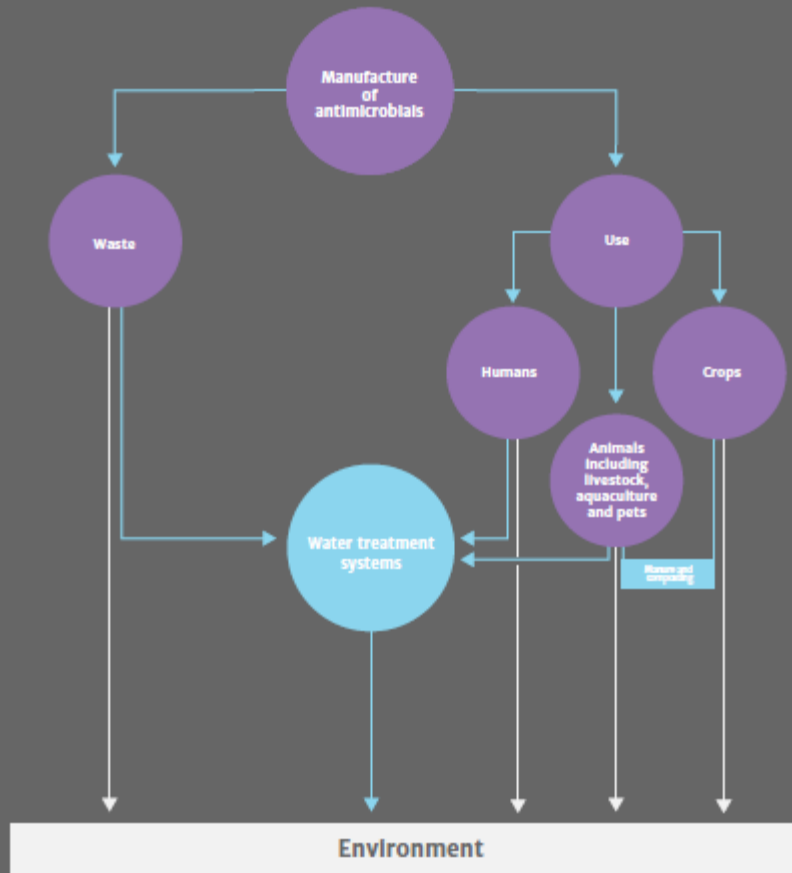 Manufacture
of
antimicrobials
Waste
Use
Humans
Crops
Animals
including
livestock,
aquaculture
and pets
Water treatment
systems
Manure and
composting
Environment